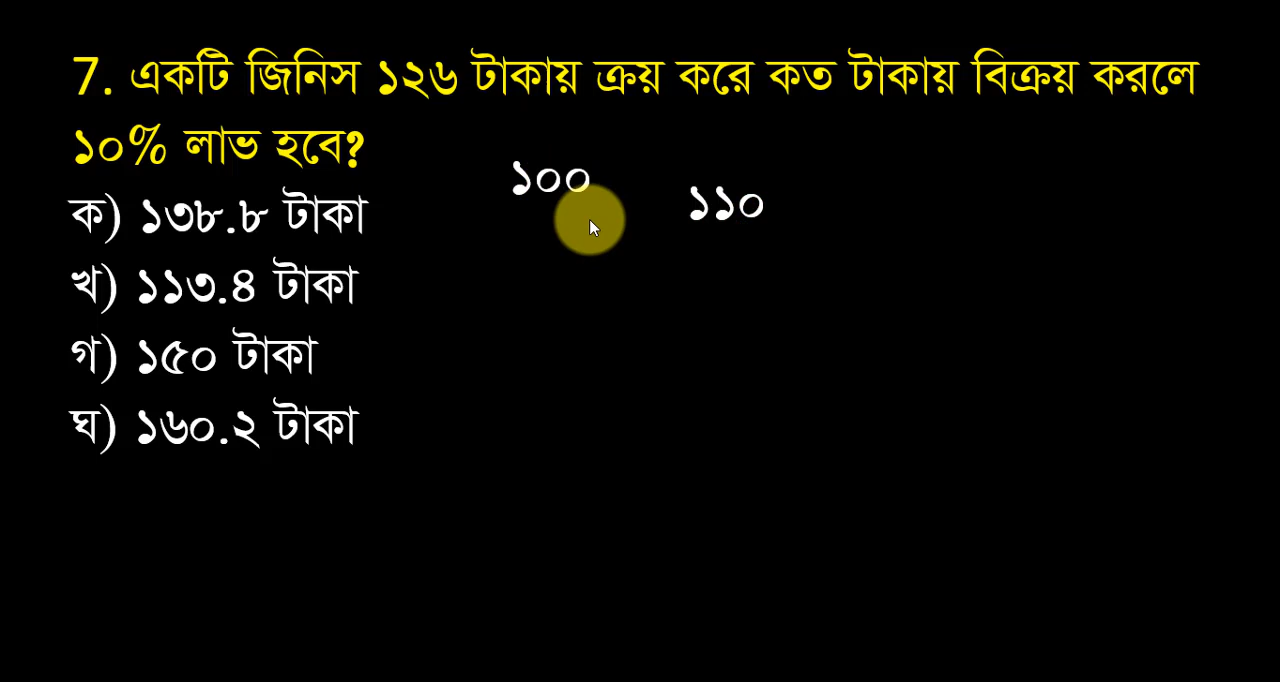 7. একটি জিনিস ১২৬ টাকায় ক্রয় করে কত টাকায় বিক্রয় করলে
১০% লাভ হবে?
১০০
১১০
ক) ১৩৮.৮ টাকা
খ) ১১৩.৪ টাকা
গ) ১৫০ টাকা
ঘ) ১৬০.২ টাকা